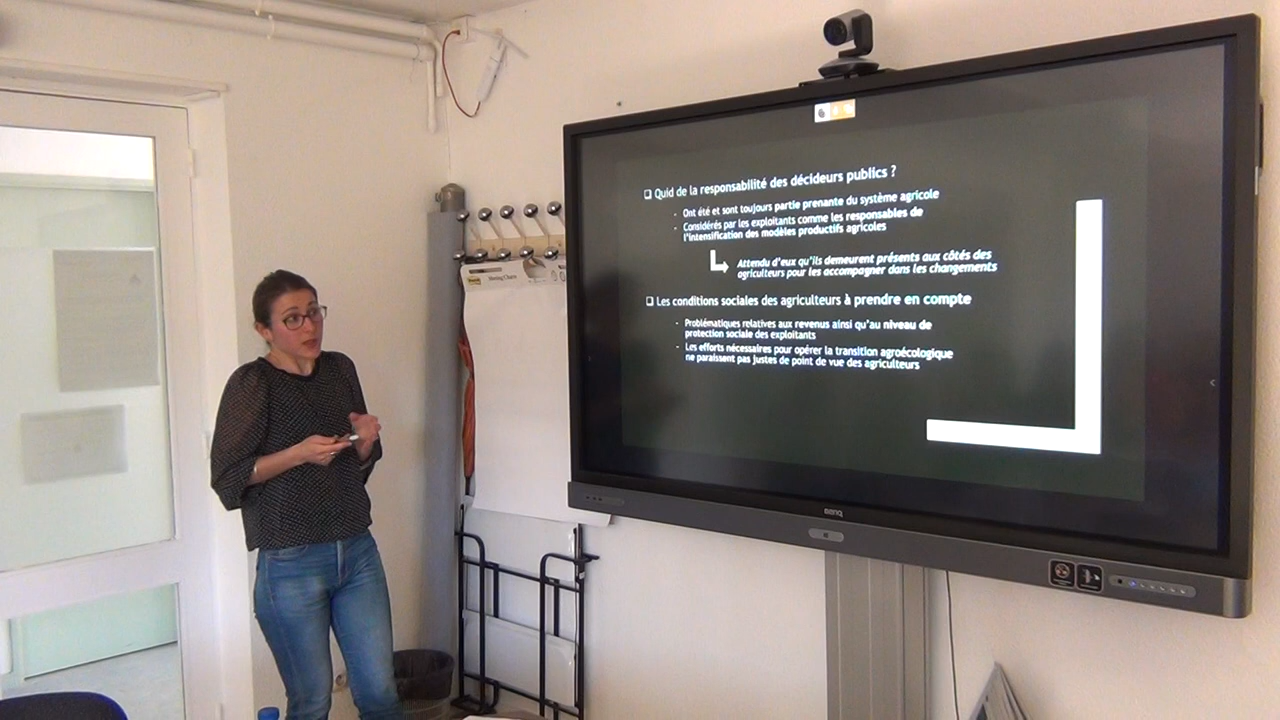 ❑ Quid de la responsabilité des décideurs publics ?
- Ont été et sont toujours partie prenante du système agricole
- Considérés par les exploitants comme les responsables de
l'intensification des modèles productifs agricoles
Attendu d'eux qu'ils demeurent présents aux côtés des
agriculteurs pour les accompagner dans les changements
❑ Les conditions sociales des agriculteurs à prendre en compte
- Problématiques relatives aux revenus ainsi qu'au niveau de
protection sociale des exploitants
- Les efforts nécessaires pour opérer la transition agroécologique
ne paraissent pas justes de point de vue des agriculteurs
BenQ